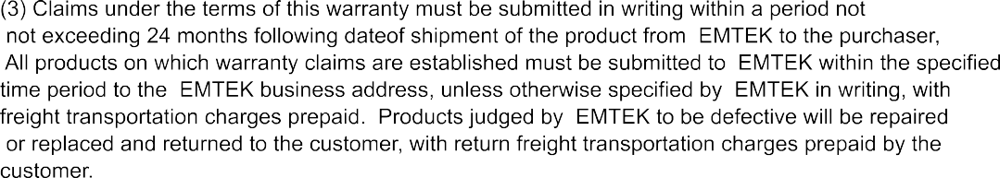 (3) Claims under the terms of this warranty must be submitted in writing within a period not
not exceeding 24 months following dateof shipment of the product from EMTEK to the purchaser,
All products on which warranty claims are established must be submitted to EMTEK within the specified
time period to the EMTEK business address, unless otherwise specified by EMTEK in writing, with
freight transportation charges prepaid. Products judged by EMTEK to be defective will be repaired
or replaced and returned to the customer, with return freight transportation charges prepaid by the
customer.